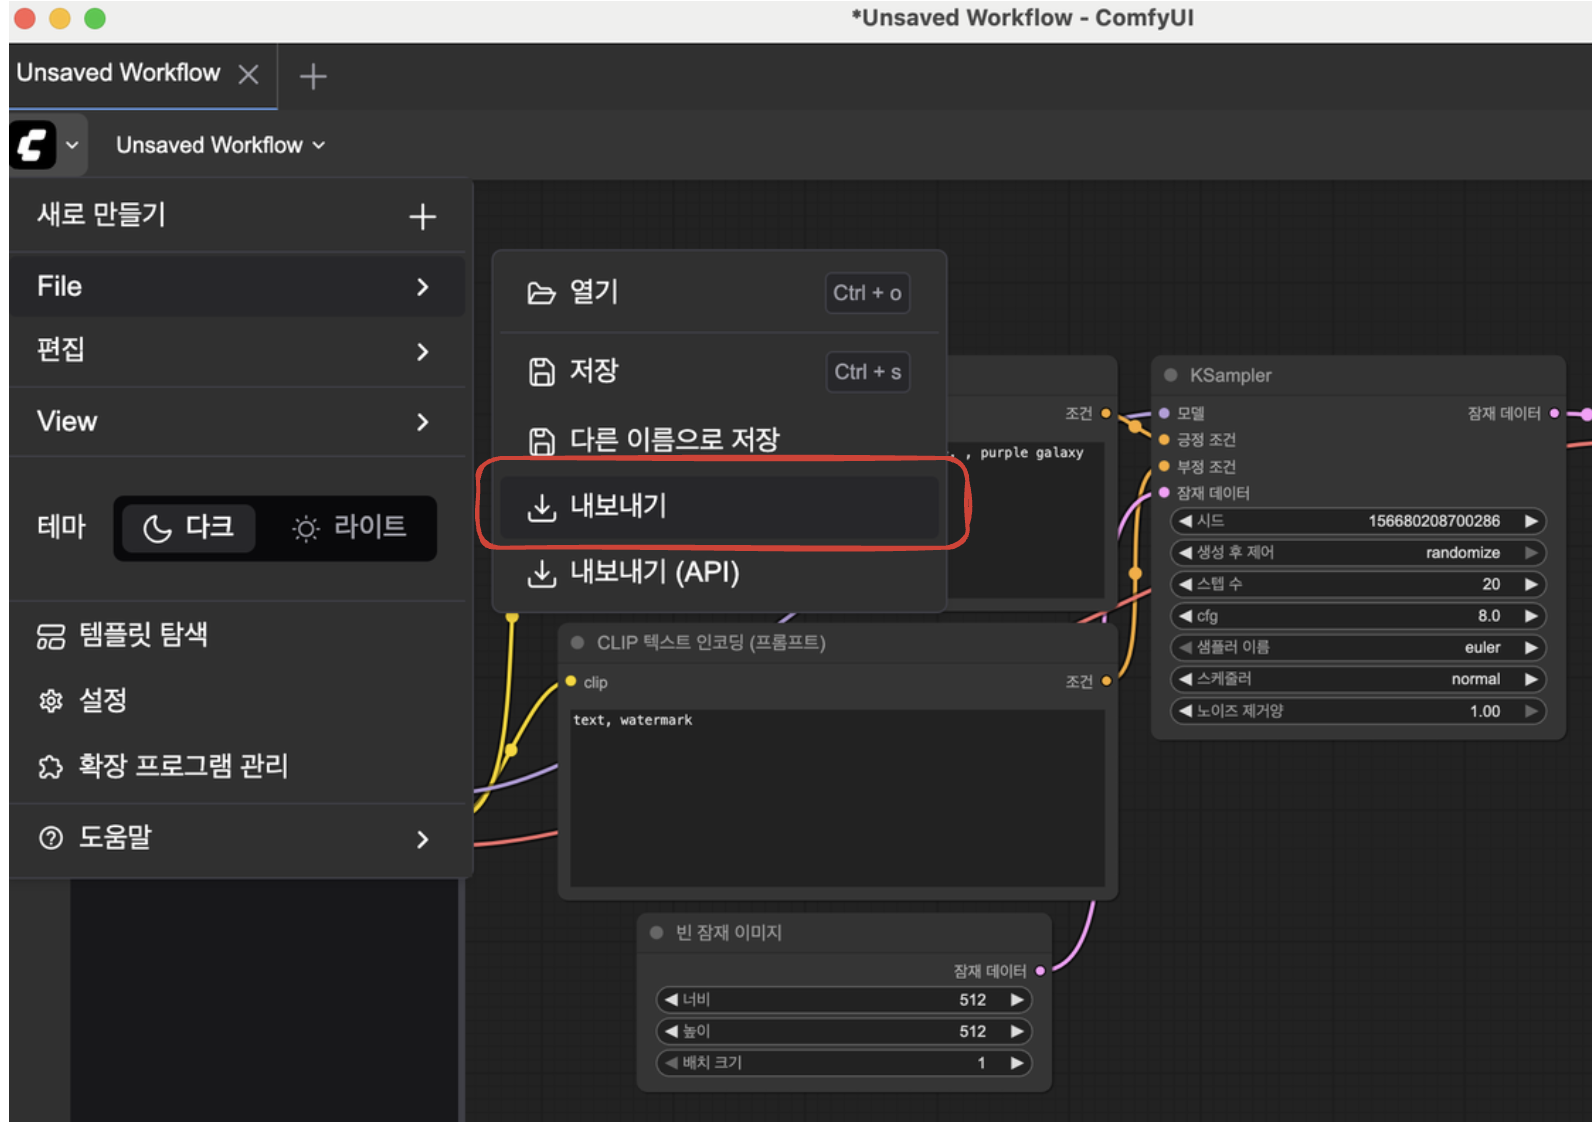 *Unsaved Workflow - ComfyUI
Unsaved Workflow
Unsaved Workflow
새로 만들기
File
편집
View
테마
다크
라이트
템플릿 탐색
설정
확장 프로그램 관리
도움말
열기
Ctrl + o
저장
Ctrl + s
다른 이름으로 저장
내보내기
내보내기 (API)
조건
, purple galaxy
CLIP 텍스트 인코딩 (프롬프트)
clip
조건
text, watermark
빈 잠재 이미지
잠재 데이터
너비 512
높이 512
배치 크기 1
KSampler
모델
잠재 데이터
긍정 조건
부정 조건
잠재 데이터
시드 156680208700286
생성 후 제어 randomize
스텝 수 20
cfg 8.0
샘플러 이름 euler
스케줄러 normal
노이즈 제거양 1.00